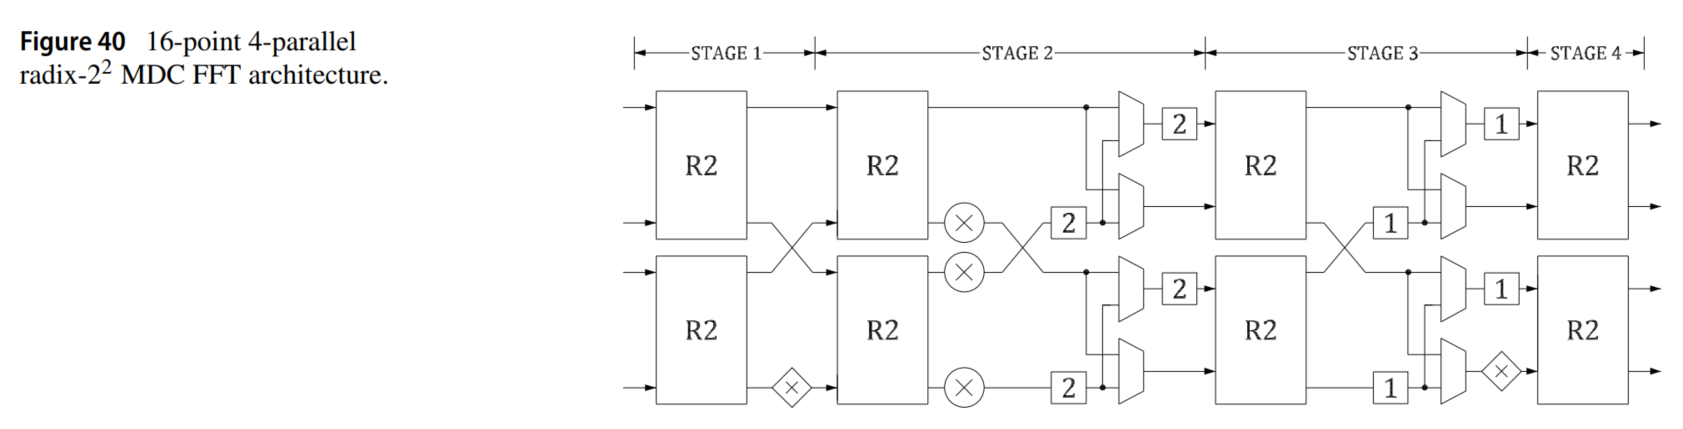 Figure 40 16-point 4-parallel
radix-2² MDC FFT architecture.
STAGE 1
STAGE 2
STAGE 3
STAGE 4
R2
R2
2
R2
1
R2
2
1
R2
R2
2
R2
1
R2
2
1